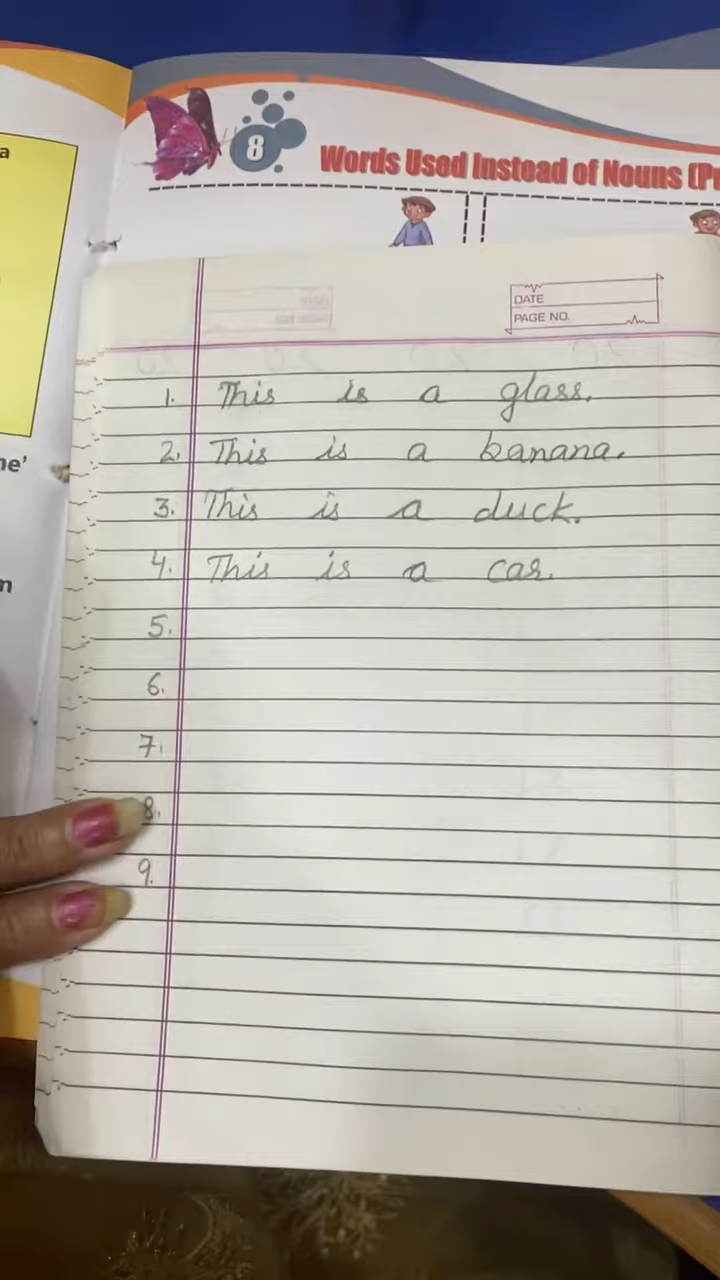 a
8
Words Used Instead of Nouns
DATE
PAGE NO.
1. This is a glass.
2. This is a banana.
3. This is a duck.
4. This is a car.
5.
6.
7.
8.
9.